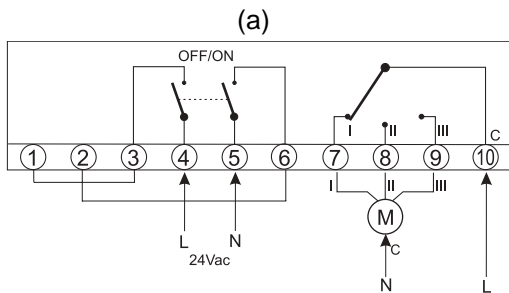 (a)
OFF/ON
I II III C
1 2 3 4 5 6 7 8 9 10
I II III
M
C
L N
24Vac
N L